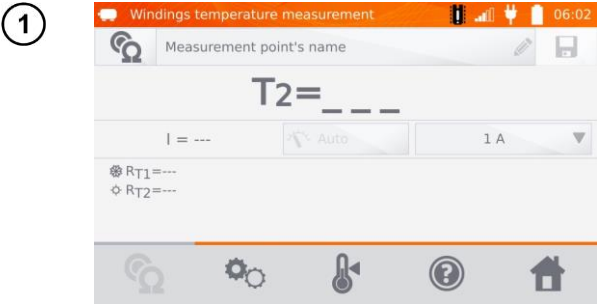 1
Windings temperature measurement 06:02
Measurement point's name
T2=_ _ _
I = --- Auto 1 A
RT1=---
RT2=---